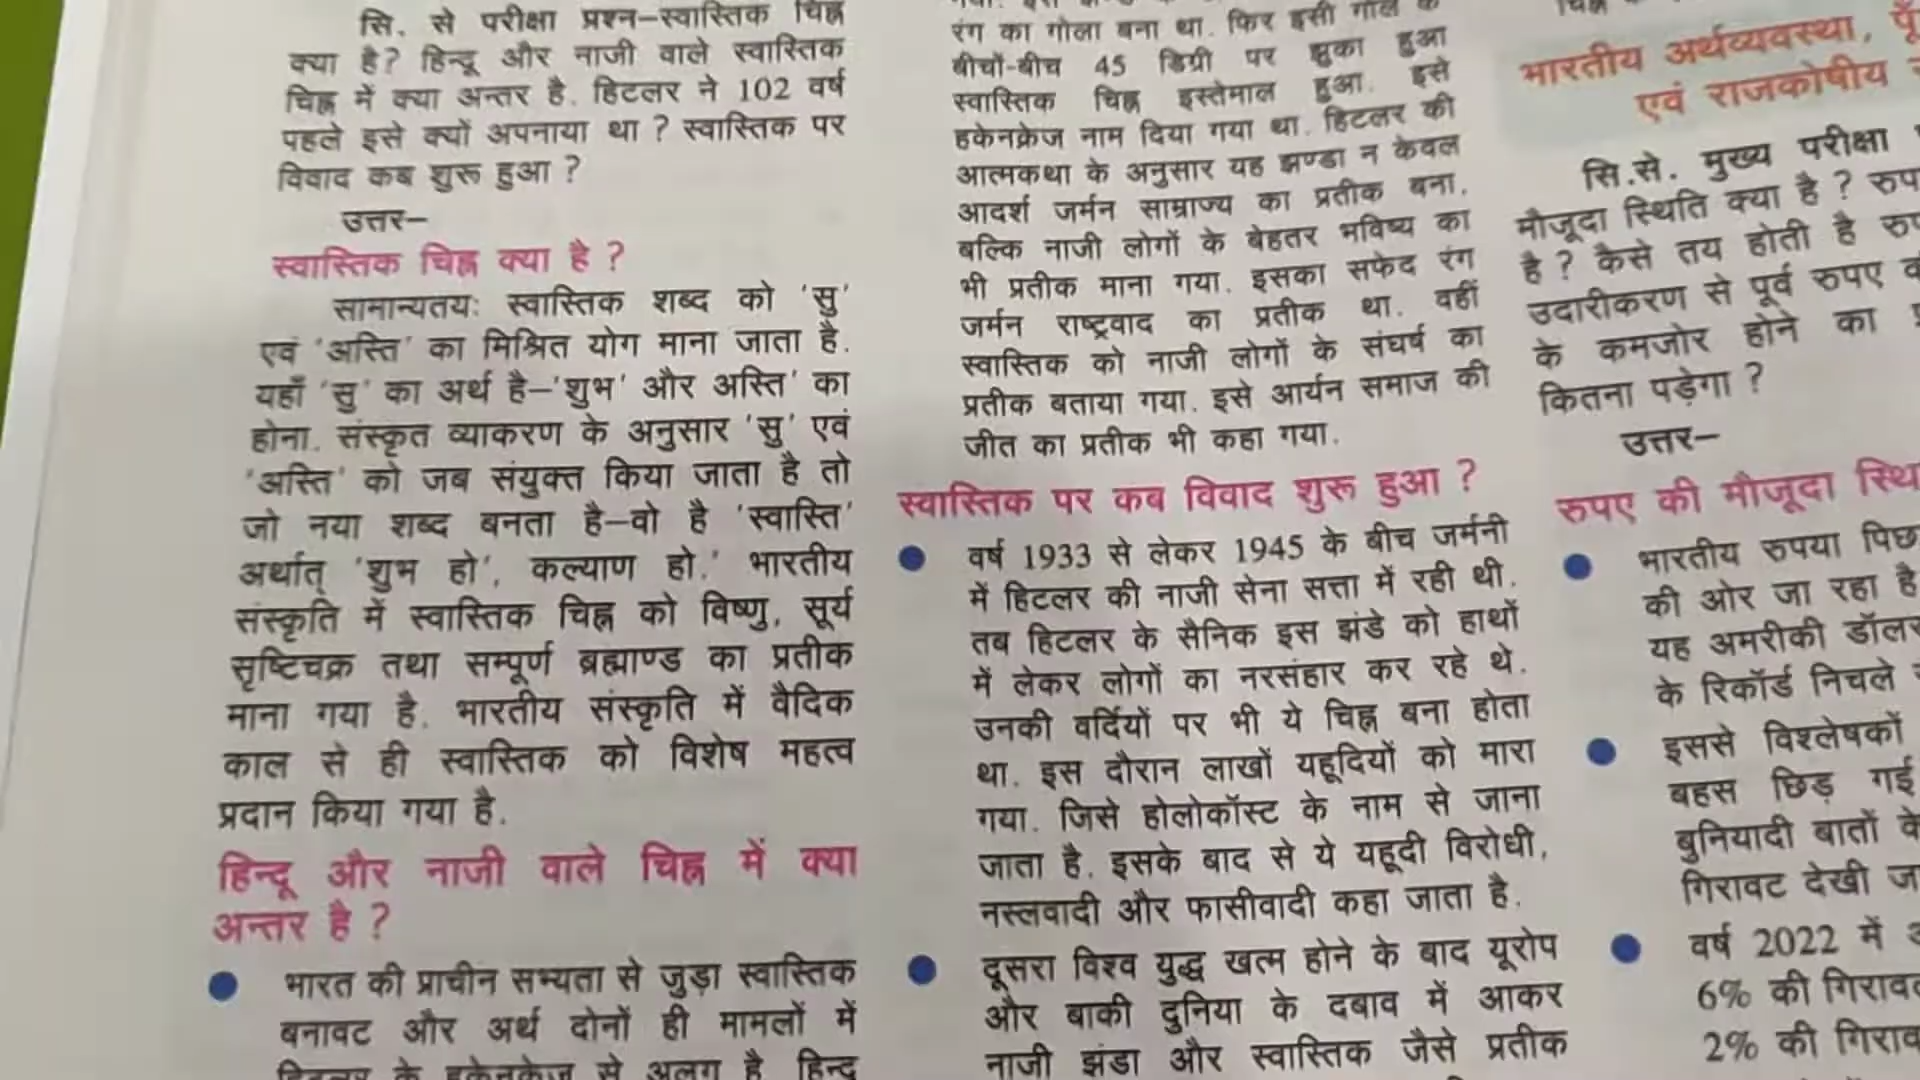 सि. से परीक्षा प्रश्न–स्वास्तिक चिह्न
क्या है? हिन्दू और नाजी वाले स्वास्तिक
चिह्न में क्या अन्तर है. हिटलर ने 102 वर्ष
पहले इसे क्यों अपनाया था ? स्वास्तिक पर
विवाद कब शुरू हुआ ?
उत्तर–
स्वास्तिक चिह्न क्या है ?
सामान्यतयः स्वास्तिक शब्द को 'सु'
एवं 'अस्ति' का मिश्रित योग माना जाता है.
यहाँ 'सु' का अर्थ है–'शुभ' और अस्ति' का
होना. संस्कृत व्याकरण के अनुसार 'सु' एवं
'अस्ति' को जब संयुक्त किया जाता है तो
जो नया शब्द बनता है–वो है 'स्वास्ति'
अर्थात् 'शुभ हो', कल्याण हो.' भारतीय
संस्कृति में स्वास्तिक चिह्न को विष्णु, सूर्य
सृष्टिचक्र तथा सम्पूर्ण ब्रह्माण्ड का प्रतीक
माना गया है. भारतीय संस्कृति में वैदिक
काल से ही स्वास्तिक को विशेष महत्व
प्रदान किया गया है.
हिन्दू और नाजी वाले चिह्न में क्या
अन्तर है ?
● भारत की प्राचीन सभ्यता से जुड़ा स्वास्तिक
बनावट और अर्थ दोनों ही मामलों में
हिटलर के हकेनक्रेज से अलग है हिन्दू
रंग का गोला बना था. फिर इसी गोले के
बीचों-बीच 45 डिग्री पर झुका हुआ
स्वास्तिक चिह्न इस्तेमाल हुआ. इसे
हकेनक्रेज नाम दिया गया था. हिटलर की
आत्मकथा के अनुसार यह झण्डा न केवल
आदर्श जर्मन साम्राज्य का प्रतीक बना,
बल्कि नाजी लोगों के बेहतर भविष्य का
भी प्रतीक माना गया. इसका सफेद रंग
जर्मन राष्ट्रवाद का प्रतीक था. वहीं
स्वास्तिक को नाजी लोगों के संघर्ष का
प्रतीक बताया गया. इसे आर्यन समाज की
जीत का प्रतीक भी कहा गया.
स्वास्तिक पर कब विवाद शुरू हुआ ?
● वर्ष 1933 से लेकर 1945 के बीच जर्मनी
में हिटलर की नाजी सेना सत्ता में रही थी.
तब हिटलर के सैनिक इस झंडे को हाथों
में लेकर लोगों का नरसंहार कर रहे थे.
उनकी वर्दियों पर भी ये चिह्न बना होता
था. इस दौरान लाखों यहूदियों को मारा
गया. जिसे होलोकॉस्ट के नाम से जाना
जाता है. इसके बाद से ये यहूदी विरोधी,
नस्लवादी और फासीवादी कहा जाता है.
● दूसरा विश्व युद्ध खत्म होने के बाद यूरोप
और बाकी दुनिया के दबाव में आकर
नाजी झंडा और स्वास्तिक जैसे प्रतीक
भारतीय अर्थव्यवस्था,
एवं राजकोषीय
सि.से. मुख्य परीक्षा
मौजूदा स्थिति क्या है ?
है ? कैसे तय होती है
उदारीकरण से पूर्व रुपए
के कमजोर होने का
कितना पड़ेगा ?
उत्तर–
रुपए की मौजूदा
● भारतीय रुपया
की ओर जा रहा है
यह अमरीकी
के रिकॉर्ड निचले
● इससे विश्लेषकों
बहस छिड़ गई
बुनियादी बातों
गिरावट देखी
● वर्ष 2022 में
6% की
2% की